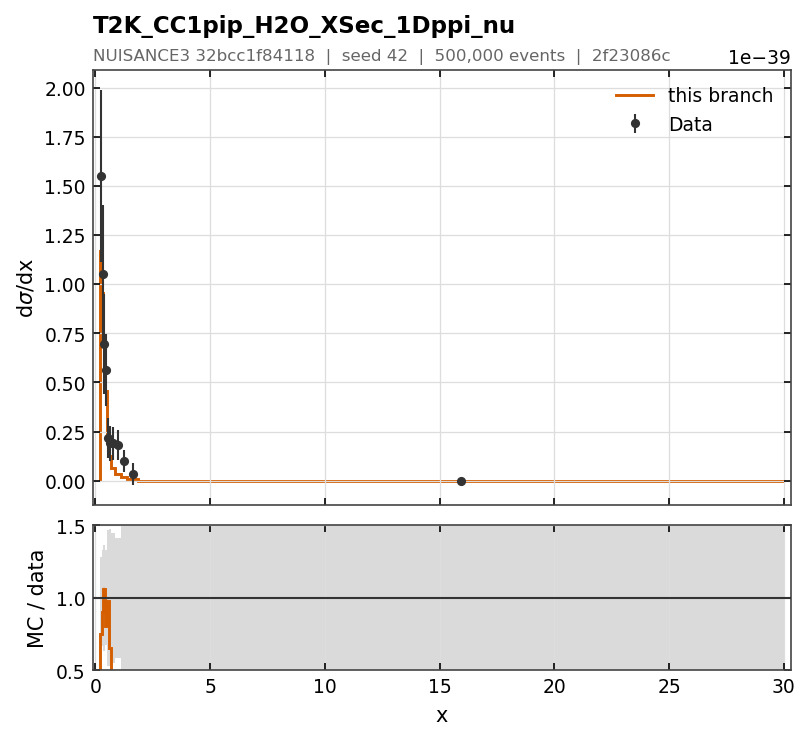 T2K_CC1pip_H2O_XSec_1Dppi_nu
NUISANCE3 32bcc1f84118 | seed 42 | 500,000 events | 2f23086c
1e−39
this branch
Data
2.00
1.75
1.50
1.25
1.00
0.75
0.50
0.25
0.00
dσ/dx
1.5
1.0
0.5
MC / data
0
5
10
15
20
25
30
x